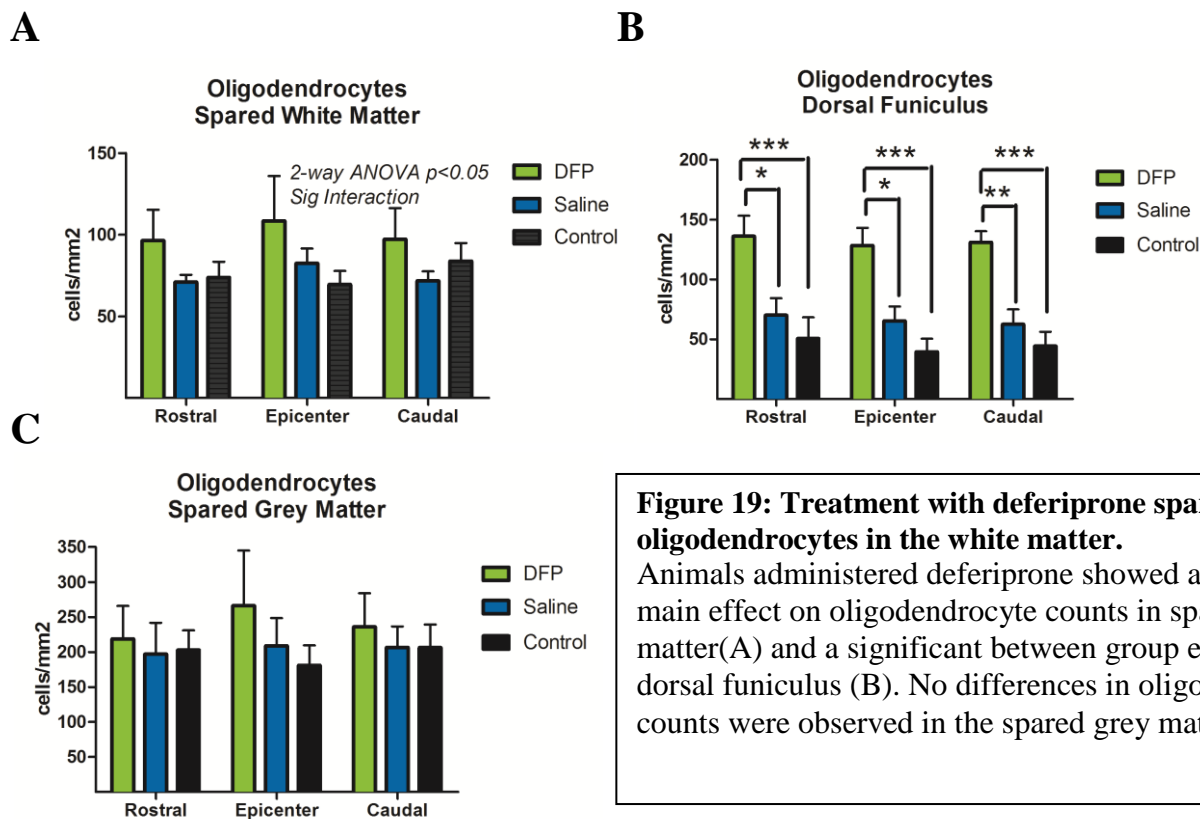 A
Oligodendrocytes
Spared White Matter
2-way ANOVA p<0.05
Sig Interaction
150
100
50
cells/mm2
Rostral
Epicenter
Caudal
DFP
Saline
Control
B
Oligodendrocytes
Dorsal Funiculus
200
150
100
50
cells/mm2
***
*
***
*
***
**
Rostral
Epicenter
Caudal
DFP
Saline
Control
C
Oligodendrocytes
Spared Grey Matter
350
300
250
200
150
100
50
cells/mm2
Rostral
Epicenter
Caudal
DFP
Saline
Control
Figure 19: Treatment with deferiprone spar
oligodendrocytes in the white matter.
Animals administered deferiprone showed a
main effect on oligodendrocyte counts in spa
matter(A) and a significant between group e
dorsal funiculus (B). No differences in oligo
counts were observed in the spared grey mat